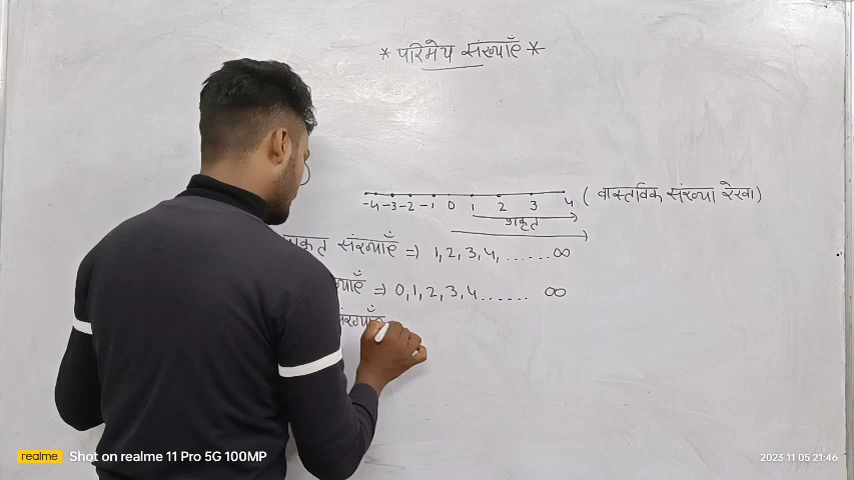 * परिमेय संख्याएँ *
-4 -3 -2 -1 0 1 2 3 4 ( वास्तविक संख्या रेखा)
प्राकृत
संख्याएँ => 1,2,3,4, ...... ∞
=> 0,1,2,3,4...... ∞
संख्याएँ
realme Shot on realme 11 Pro 5G 100MP
2023 11 05 21:46